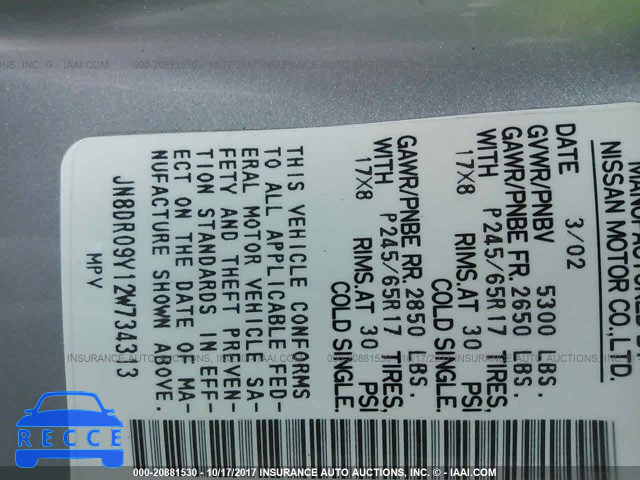 MANUFACTURED BY
NISSAN MOTOR CO.,LTD.
DATE 3/02
GVWR/PNBV 5300 LBS.
GAWR/PNBE FR. 2650 LBS.
WITH P245/65R17 TIRES,
17X8 RIMS.AT 30 PSI
COLD SINGLE.
GAWR/PNBE RR. 2850 LBS.
WITH P245/65R17 TIRES,
17X8 RIMS.AT 30 PSI
COLD SINGLE.
THIS VEHICLE CONFORMS
TO ALL APPLICABLE FED-
ERAL MOTOR VEHICLE SA-
FETY AND THEFT PREVEN-
TION STANDARDS IN EFF-
ECT ON THE DATE OF MA-
NUFACTURE SHOWN ABOVE.
JN8DR09Y12W734313
MPV
000-20881530 - 10/17/2017 INSURANCE AUTO AUCTIONS, INC. - © - IAAI.COM
RECCE